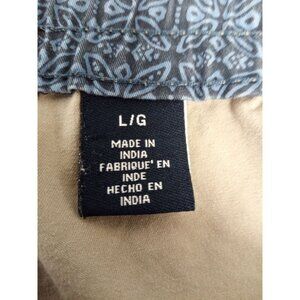 L/G
MADE IN
INDIA
FABRIQUE' EN
INDE
HECHO EN
INDIA